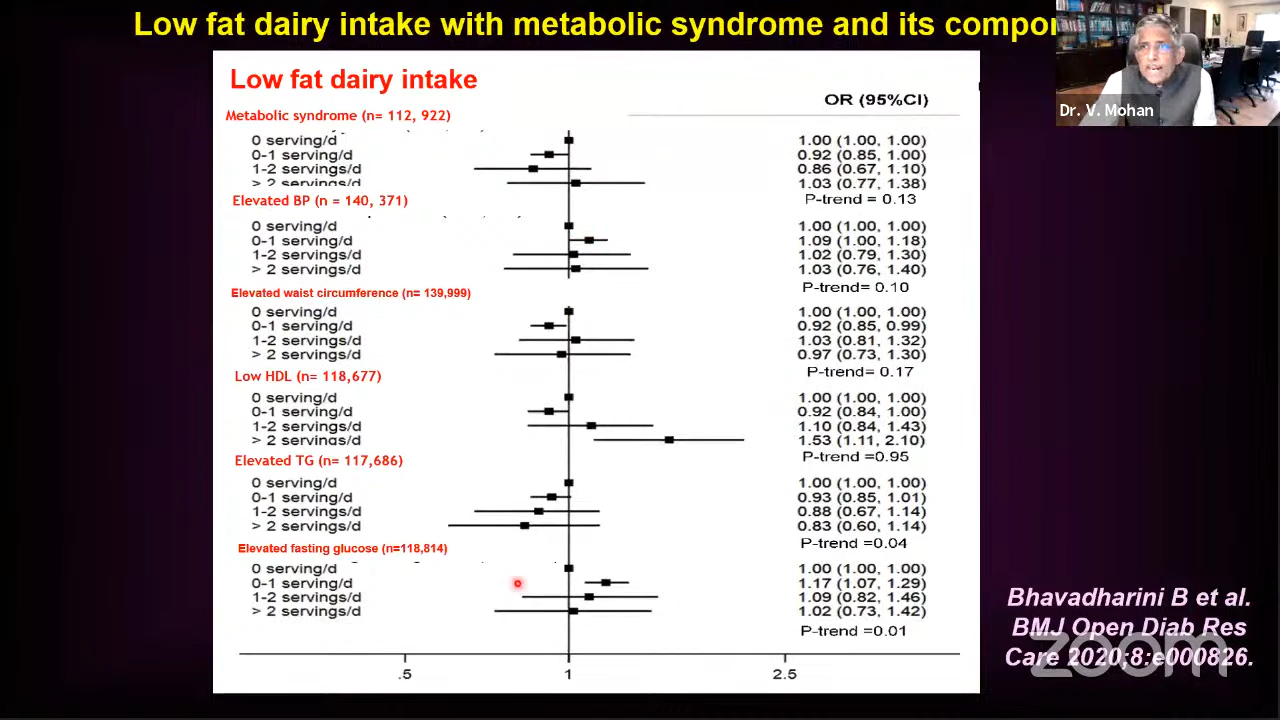 Low fat dairy intake with metabolic syndrome and its compo
Dr. V. Mohan
Low fat dairy intake
OR (95%CI)
Metabolic syndrome (n= 112, 922)
0 serving/d 1.00 (1.00, 1.00)
0-1 serving/d 0.92 (0.85, 1.00)
1-2 servings/d 0.86 (0.67, 1.10)
> 2 servings/d 1.03 (0.77, 1.38)
P-trend = 0.13
Elevated BP (n = 140, 371)
0 serving/d 1.00 (1.00, 1.00)
0-1 serving/d 1.09 (1.00, 1.18)
1-2 servings/d 1.02 (0.79, 1.30)
> 2 servings/d 1.03 (0.76, 1.40)
P-trend= 0.10
Elevated waist circumference (n= 139,999)
0 serving/d 1.00 (1.00, 1.00)
0-1 serving/d 0.92 (0.85, 0.99)
1-2 servings/d 1.03 (0.81, 1.32)
> 2 servings/d 0.97 (0.73, 1.30)
P-trend= 0.17
Low HDL (n= 118,677)
0 serving/d 1.00 (1.00, 1.00)
0-1 serving/d 0.92 (0.84, 1.00)
1-2 servings/d 1.10 (0.84, 1.43)
> 2 servings/d 1.53 (1.11, 2.10)
P-trend =0.95
Elevated TG (n= 117,686)
0 serving/d 1.00 (1.00, 1.00)
0-1 serving/d 0.93 (0.85, 1.01)
1-2 servings/d 0.88 (0.67, 1.14)
> 2 servings/d 0.83 (0.60, 1.14)
P-trend =0.04
Elevated fasting glucose (n=118,814)
0 serving/d 1.00 (1.00, 1.00)
0-1 serving/d 1.17 (1.07, 1.29)
1-2 servings/d 1.09 (0.82, 1.46)
> 2 servings/d 1.02 (0.73, 1.42)
P-trend =0.01
.5 1 2.5
Bhavadharini B et al.
BMJ Open Diab Res
Care 2020;8:e000826.
zoom